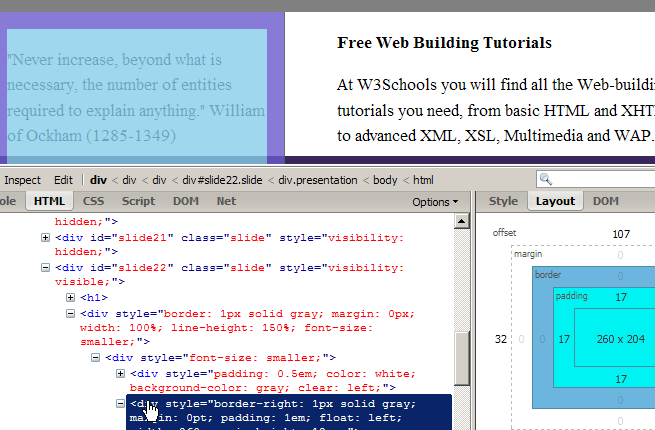 "Never increase, beyond what is
necessary, the number of entities
required to explain anything." William
of Ockham (1285-1349)
Free Web Building Tutorials
At W3Schools you will find all the Web-buildin
tutorials you need, from basic HTML and XHT
to advanced XML, XSL, Multimedia and WAP.
Inspect Edit div < div < div < div#slide22.slide < div.presentation < body < html
ole HTML CSS Script DOM Net Options
hidden;">
<div id="slide21" class="slide" style="visibility:
hidden;">
<div id="slide22" class="slide" style="visibility:
visible;">
<h1>
<div style="border: 1px solid gray; margin: 0px;
width: 100%; line-height: 150%; font-size:
smaller;">
<div style="font-size: smaller;">
<div style="padding: 0.5em; color: white;
background-color: gray; clear: left;">
<div style="border-right: 1px solid gray;
margin: 0pt; padding: 1em; float: left;
Style Layout DOM
offset 107
margin 0
border 0
padding 17
32 0 0 17 260 x 204
17
0
0